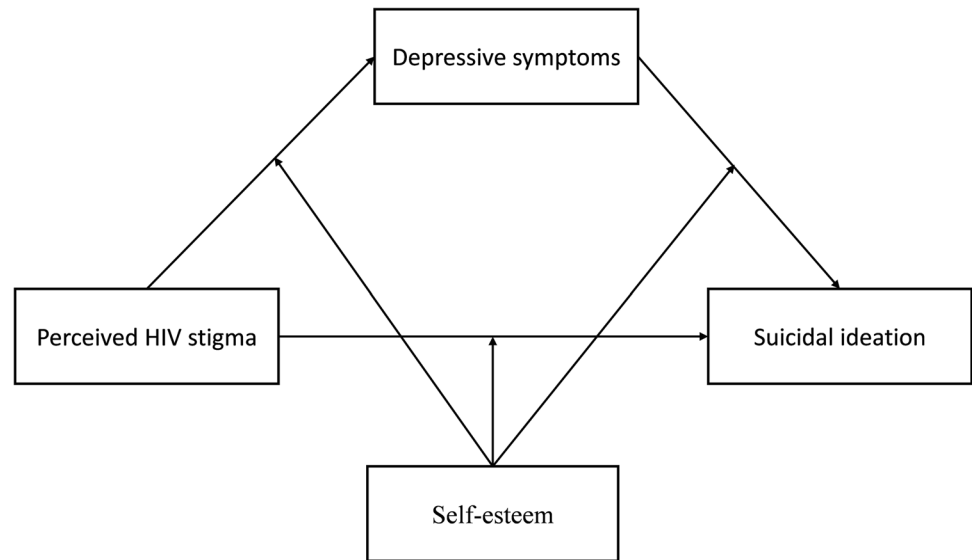 Depressive symptoms
Perceived HIV stigma
Suicidal ideation
Self-esteem